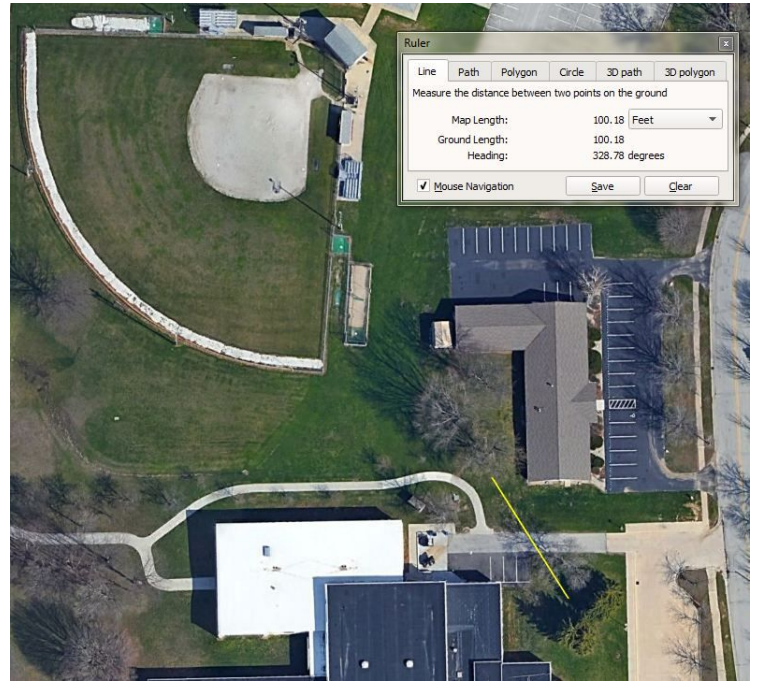 Ruler
Line Path Polygon Circle 3D path 3D polygon
Measure the distance between two points on the ground
Map Length: 100.18 Feet
Ground Length: 100.18
Heading: 328.78 degrees
Mouse Navigation Save Clear